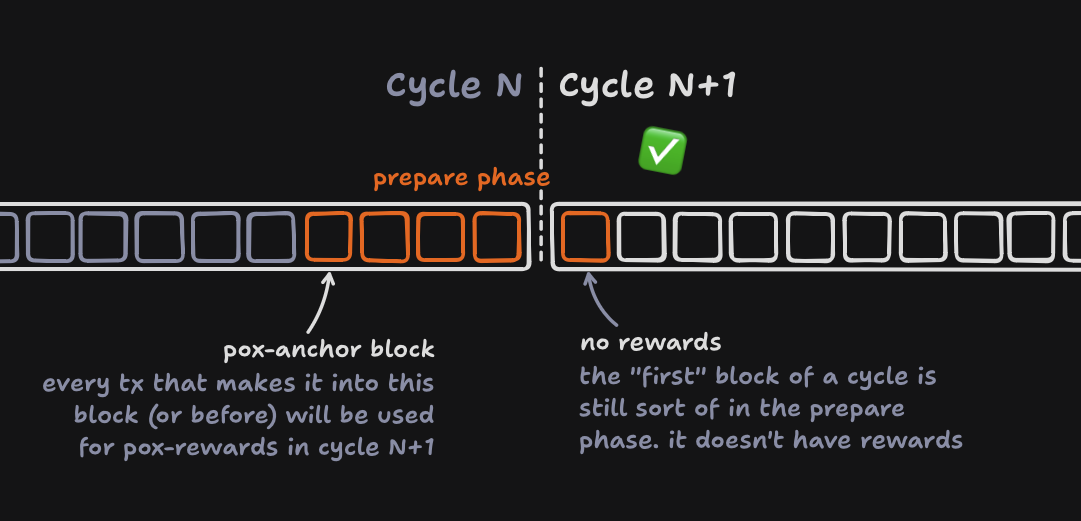 Cycle N
Cycle N+1
prepare phase
pox-anchor block
every tx that makes it into this
block (or before) will be used
for pox-rewards in cycle N+1
no rewards
the "first" block of a cycle is
still sort of in the prepare
phase. it doesn't have rewards